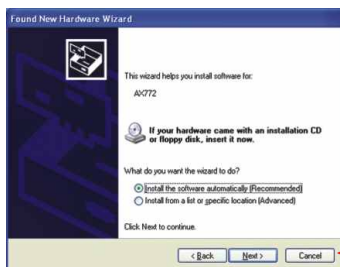 Found New Hardware Wizard
This wizard helps you install software for:
AX772
If your hardware came with an installation CD
or floppy disk, insert it now.
What do you want the wizard to do?
Install the software automatically (Recommended)
Install from a list or specific location (Advanced)
Click Next to continue.
< Back
Next >
Cancel